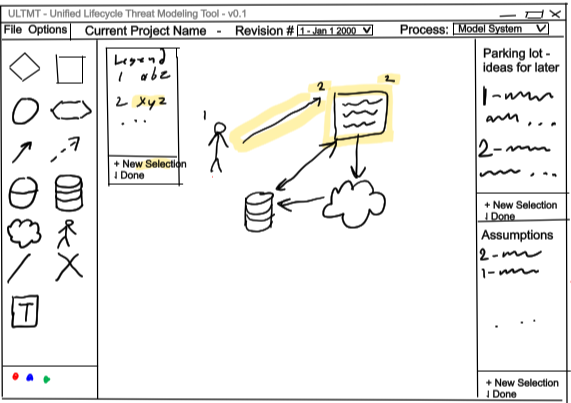 ULTMT - Unified Lifecycle Threat Modeling Tool - v0.1
File Options
Current Project Name - Revision # 1 - Jan 1 2000 Process: Model System
Legend
1 abc
2 xyz
...
+ New Selection
↓ Done
1
2
2
T
Parking lot -
ideas for later
1-
...
2-
...
+ New Selection
↓ Done
Assumptions
2-
1-
...
+ New Selection
↓ Done